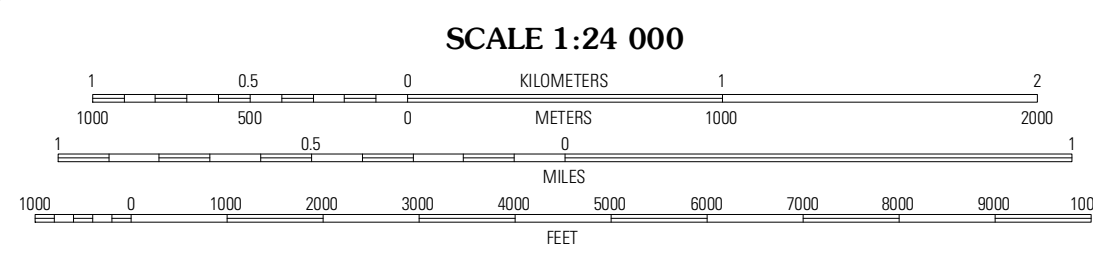 SCALE 1:24 000
1 0.5 0 KILOMETERS 1 2
1000 500 0 METERS 1000 2000
1 0.5 0 1
MILES
1000 0 1000 2000 3000 4000 5000 6000 7000 8000 9000 100
FEET